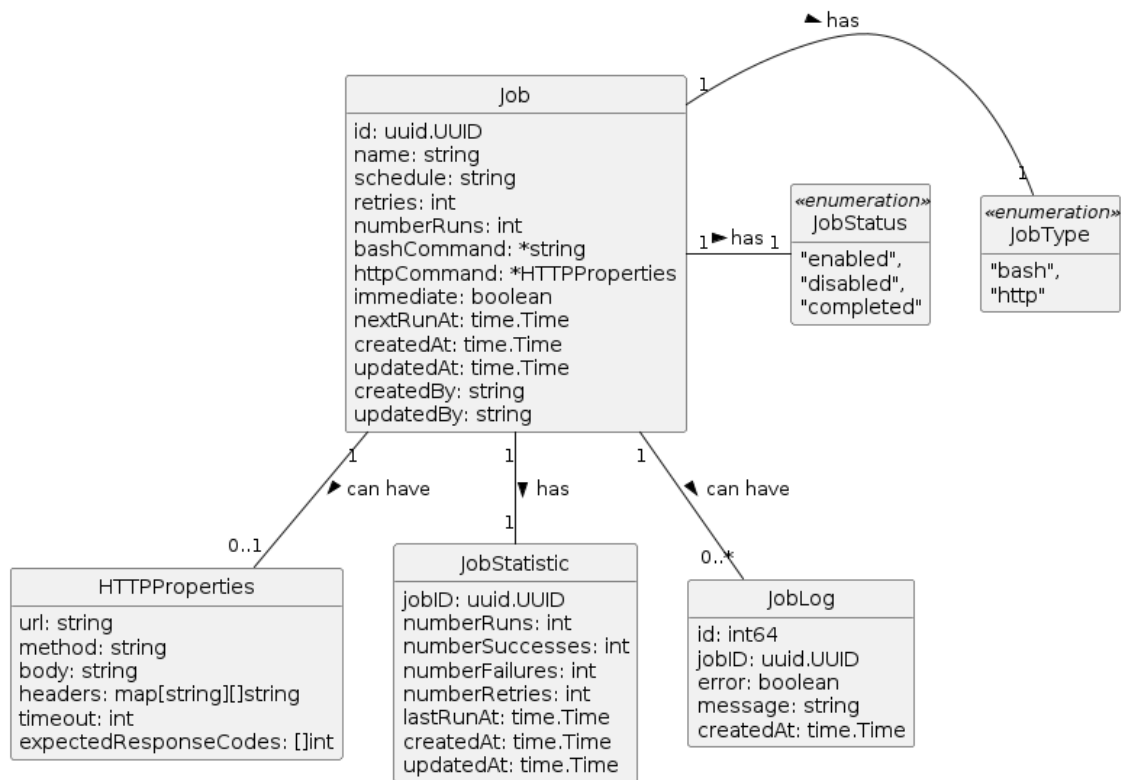 has
Job
id: uuid.UUID
name: string
schedule: string
retries: int
numberRuns: int
bashCommand: *string
httpCommand: *HTTPProperties
immediate: boolean
nextRunAt: time.Time
createdAt: time.Time
updatedAt: time.Time
createdBy: string
updatedBy: string
1
1
1
has
1
«enumeration»
JobStatus
"enabled",
"disabled",
"completed"
«enumeration»
JobType
"bash",
"http"
1
can have
0..1
1
has
1
1
can have
0..*
HTTPProperties
url: string
method: string
body: string
headers: map[string][]string
timeout: int
expectedResponseCodes: []int
JobStatistic
jobID: uuid.UUID
numberRuns: int
numberSuccesses: int
numberFailures: int
numberRetries: int
lastRunAt: time.Time
createdAt: time.Time
updatedAt: time.Time
JobLog
id: int64
jobID: uuid.UUID
error: boolean
message: string
createdAt: time.Time